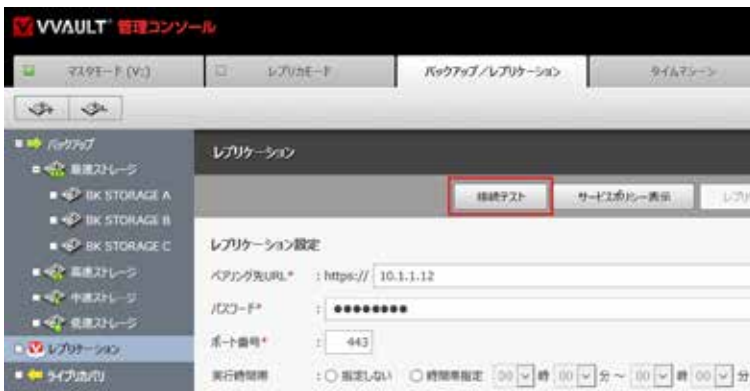 VVAULT 管理コンソール
マスタモード (V:) レプリカモード バックアップ/レプリケーション タイムマシーン
バックアップ
最速ストレージ
BK STORAGE A
BK STORAGE B
BK STORAGE C
高速ストレージ
中速ストレージ
低速ストレージ
レプリケーション
ライブリカバリ
レプリケーション
接続テスト サービスポリシー表示 レプリ
レプリケーション設定
ペアリング先URL* : https:// 10.1.1.12
パスワード* : ●●●●●●●●
ポート番号* : 443
実行時間帯 : 指定しない 時間帯指定 00 時 00 分 ~ 00 時 00 分